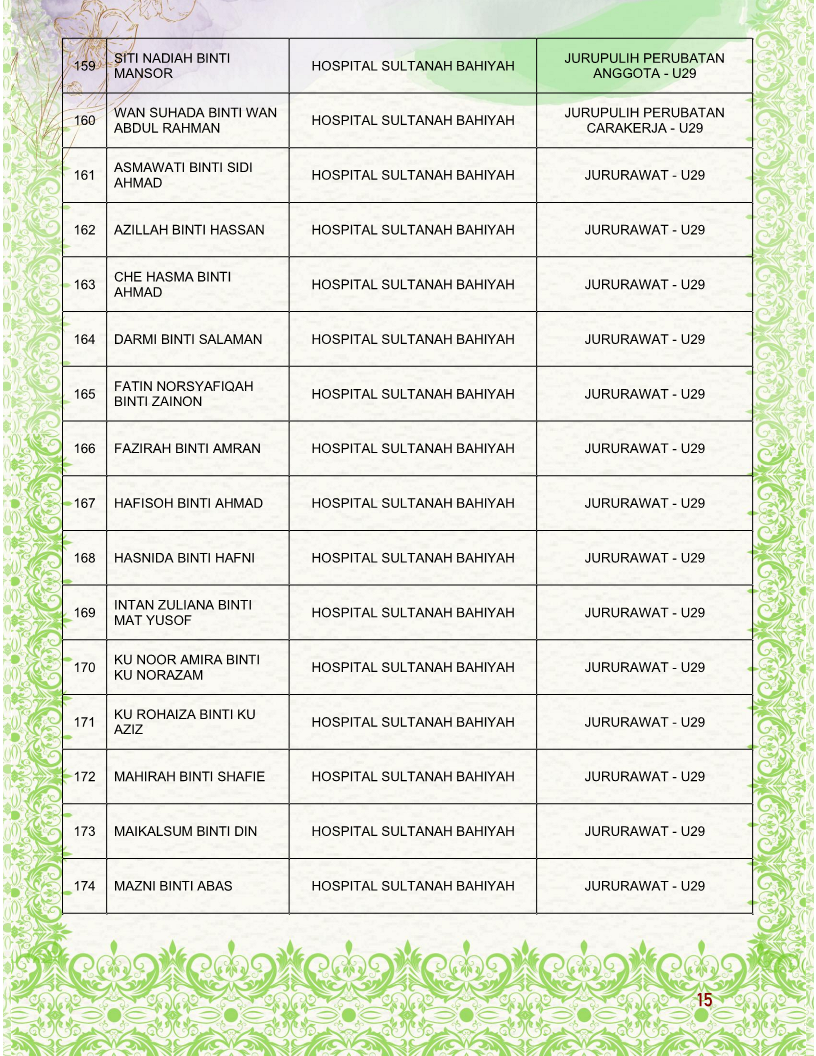 159 SITI NADIAH BINTI
MANSOR
HOSPITAL SULTANAH BAHIYAH
JURUPULIH PERUBATAN
ANGGOTA - U29
160 WAN SUHADA BINTI WAN
ABDUL RAHMAN
HOSPITAL SULTANAH BAHIYAH
JURUPULIH PERUBATAN
CARAKERJA - U29
161 ASMAWATI BINTI SIDI
AHMAD
HOSPITAL SULTANAH BAHIYAH
JURURAWAT - U29
162 AZILLAH BINTI HASSAN HOSPITAL SULTANAH BAHIYAH JURURAWAT - U29
163 CHE HASMA BINTI
AHMAD
HOSPITAL SULTANAH BAHIYAH
JURURAWAT - U29
164 DARMI BINTI SALAMAN HOSPITAL SULTANAH BAHIYAH JURURAWAT - U29
165 FATIN NORSYAFIQAH
BINTI ZAINON
HOSPITAL SULTANAH BAHIYAH
JURURAWAT - U29
166 FAZIRAH BINTI AMRAN HOSPITAL SULTANAH BAHIYAH JURURAWAT - U29
167 HAFISOH BINTI AHMAD HOSPITAL SULTANAH BAHIYAH JURURAWAT - U29
168 HASNIDA BINTI HAFNI HOSPITAL SULTANAH BAHIYAH JURURAWAT - U29
169 INTAN ZULIANA BINTI
MAT YUSOF
HOSPITAL SULTANAH BAHIYAH
JURURAWAT - U29
170 KU NOOR AMIRA BINTI
KU NORAZAM
HOSPITAL SULTANAH BAHIYAH
JURURAWAT - U29
171 KU ROHAIZA BINTI KU
AZIZ
HOSPITAL SULTANAH BAHIYAH
JURURAWAT - U29
172 MAHIRAH BINTI SHAFIE HOSPITAL SULTANAH BAHIYAH JURURAWAT - U29
173 MAIKALSUM BINTI DIN HOSPITAL SULTANAH BAHIYAH JURURAWAT - U29
174 MAZNI BINTI ABAS HOSPITAL SULTANAH BAHIYAH JURURAWAT - U29
15